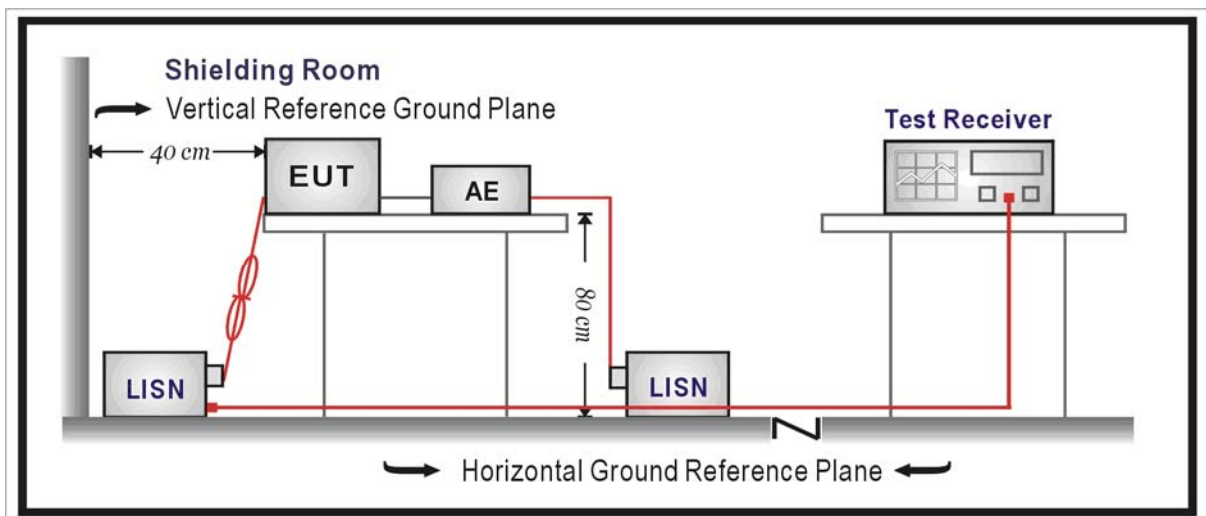 Shielding Room
Vertical Reference Ground Plane
40 cm
EUT
AE
Test Receiver
80 cm
LISN
LISN
Horizontal Ground Reference Plane